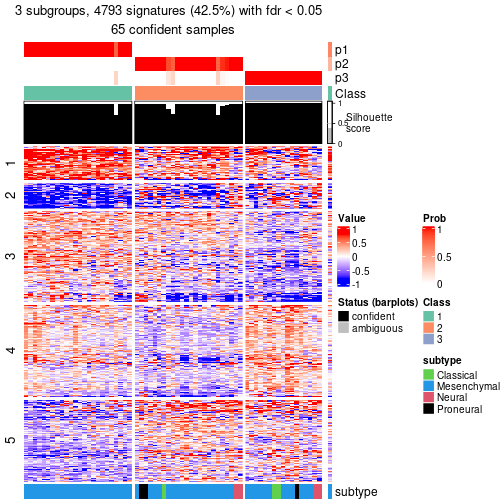 3 subgroups, 4793 signatures (42.5%) with fdr < 0.05
65 confident samples
p1
p2
p3
Class
1
0.5
0
Silhouette
score
1
2
3
4
5
Value
1
0.5
0
-0.5
-1
Prob
1
0.5
0
Status (barplots)
confident
ambiguous
Class
1
2
3
subtype
Classical
Mesenchymal
Neural
Proneural
subtype